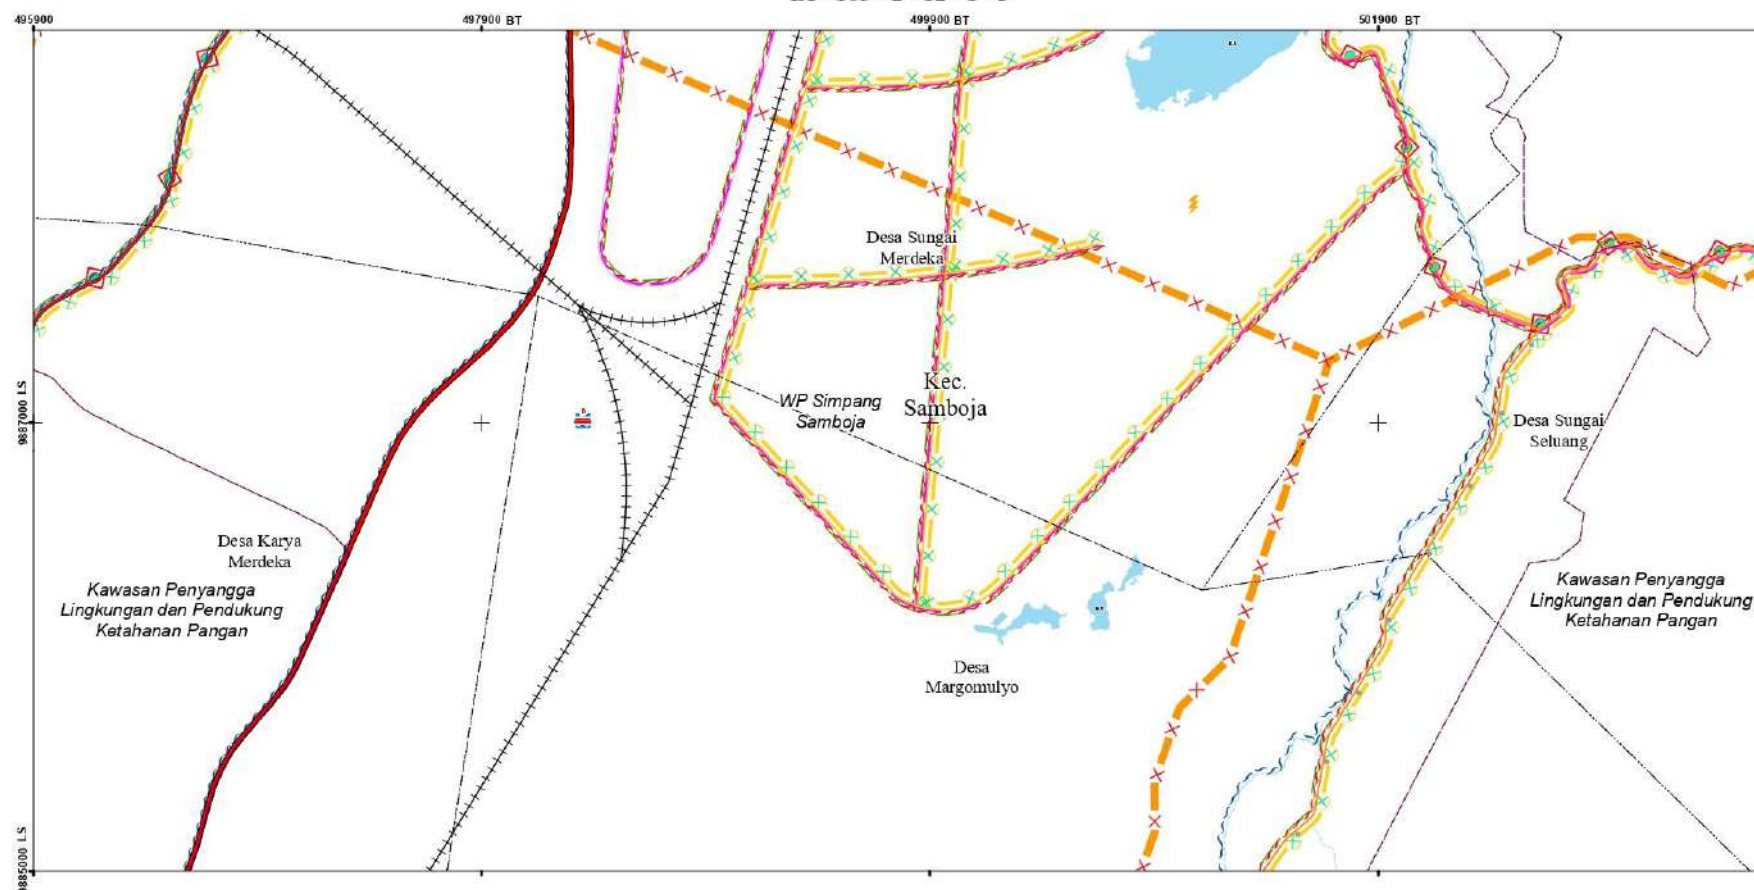 495900
497900 BT
499900 BT
501900 BT
Desa Sungai
Merdeka
9887000 LS
WP Simpang
Samboja
Kec.
Samboja
Desa Sungai
Seluang
Desa Karya
Merdeka
Kawasan Penyangga
Lingkungan dan Pendukung
Ketahanan Pangan
Kawasan Penyangga
Lingkungan dan Pendukung
Ketahanan Pangan
Desa
Margomulyo
9885000 LS